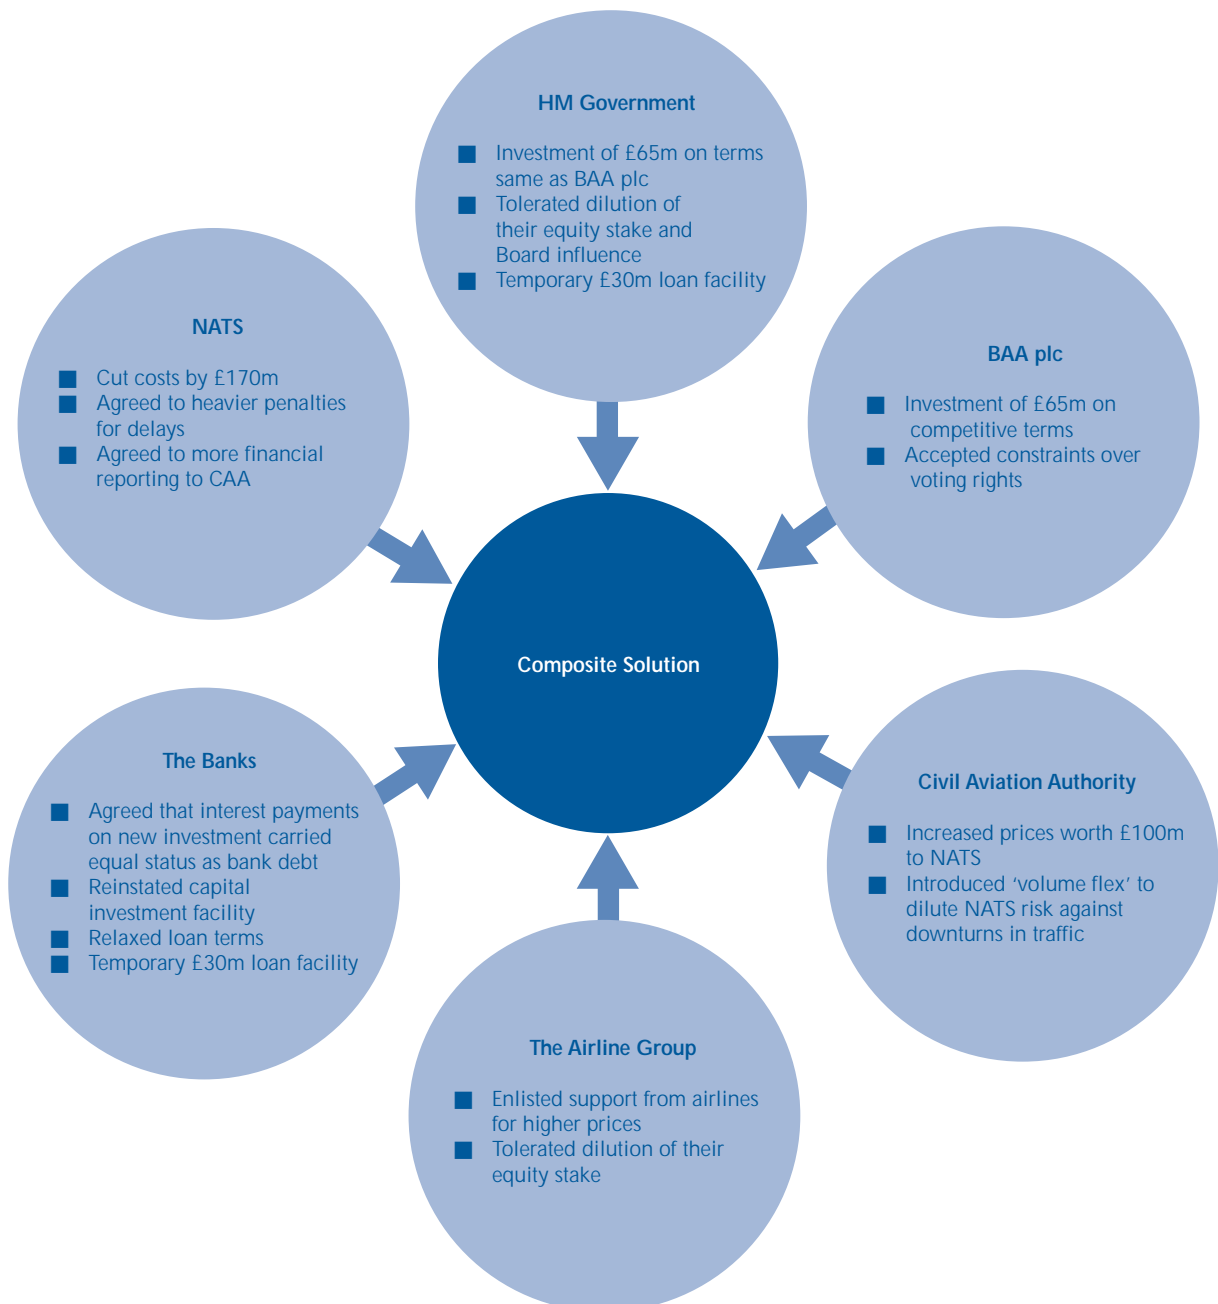 HM Government
■ Investment of £65m on terms
same as BAA plc
■ Tolerated dilution of
their equity stake and
Board influence
■ Temporary £30m loan facility
NATS
■ Cut costs by £170m
■ Agreed to heavier penalties
for delays
■ Agreed to more financial
reporting to CAA
BAA plc
■ Investment of £65m on
competitive terms
■ Accepted constraints over
voting rights
Composite Solution
The Banks
■ Agreed that interest payments
on new investment carried
equal status as bank debt
■ Reinstated capital
investment facility
■ Relaxed loan terms
■ Temporary £30m loan facility
Civil Aviation Authority
■ Increased prices worth £100m
to NATS
■ Introduced ‘volume flex’ to
dilute NATS risk against
downturns in traffic
The Airline Group
■ Enlisted support from airlines
for higher prices
■ Tolerated dilution of their
equity stake